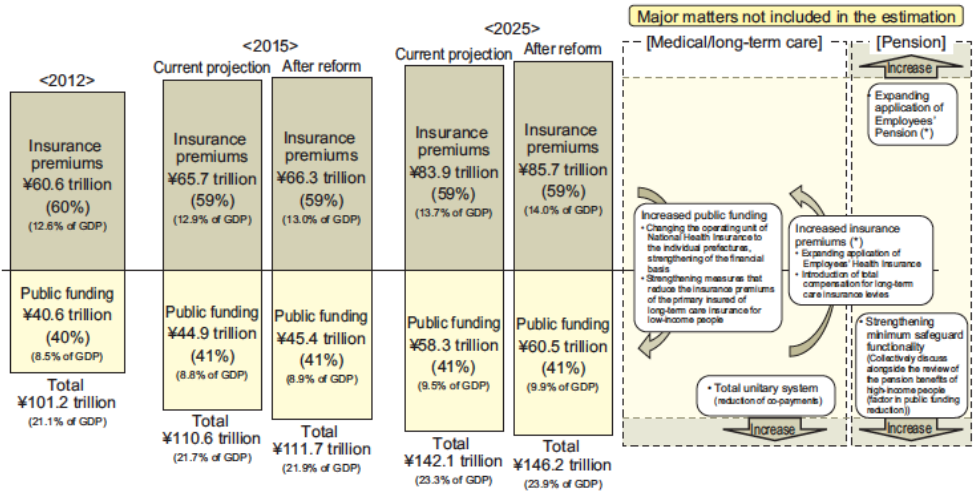 Major matters not included in the estimation
<2012>
Insurance
premiums
¥60.6 trillion
(60%)
(12.6% of GDP)
Public funding
¥40.6 trillion
(40%)
(8.5% of GDP)
Total
¥101.2 trillion
(21.1% of GDP)
<2015>
Current projection
Insurance
premiums
¥65.7 trillion
(59%)
(12.9% of GDP)
Public funding
¥44.9 trillion
(41%)
(8.8% of GDP)
Total
¥110.6 trillion
(21.7% of GDP)
After reform
Insurance
premiums
¥66.3 trillion
(59%)
(13.0% of GDP)
Public funding
¥45.4 trillion
(41%)
(8.9% of GDP)
Total
¥111.7 trillion
(21.9% of GDP)
<2025>
Current projection
Insurance
premiums
¥83.9 trillion
(59%)
(13.7% of GDP)
Public funding
¥58.3 trillion
(41%)
(9.5% of GDP)
Total
¥142.1 trillion
(23.3% of GDP)
After reform
Insurance
premiums
¥85.7 trillion
(59%)
(14.0% of GDP)
Public funding
¥60.5 trillion
(41%)
(9.9% of GDP)
Total
¥146.2 trillion
(23.9% of GDP)
[Medical/long-term care]
Increased public funding
• Changing the operating unit of
National Health Insurance to
the individual prefectures,
strengthening of the financial
basis
• Strengthening measures that
reduce the insurance premiums
of the primary insured of
long-term care insurance for
low-income people
Increased insurance
premiums (*)
• Expanding application of
Employees' Health Insurance
• Introduction of total
compensation for long-term
care insurance levies
• Total unitary system
(reduction of co-payments)
Increase
[Pension]
Increase
• Expanding
application of
Employees'
Pension (*)
• Strengthening
minimum safeguard
functionality
(Collectively discuss
alongside the review of
the pension benefits of
high-income people
(factor in public funding
reduction))
Increase